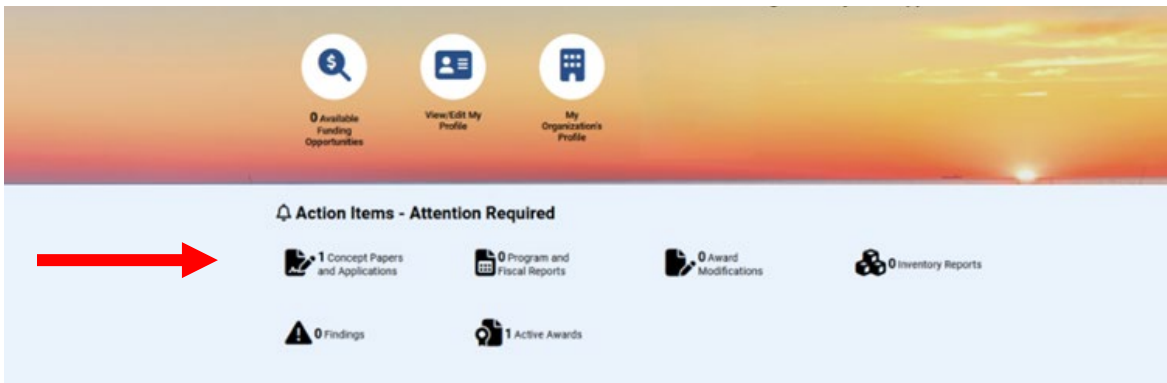 0 Available
Funding
Opportunities
View/Edit My
Profile
My
Organization's
Profile
Action Items - Attention Required
1 Concept Papers
and Applications
0 Program and
Fiscal Reports
0 Award
Modifications
0 Inventory Reports
0 Findings
1 Active Awards